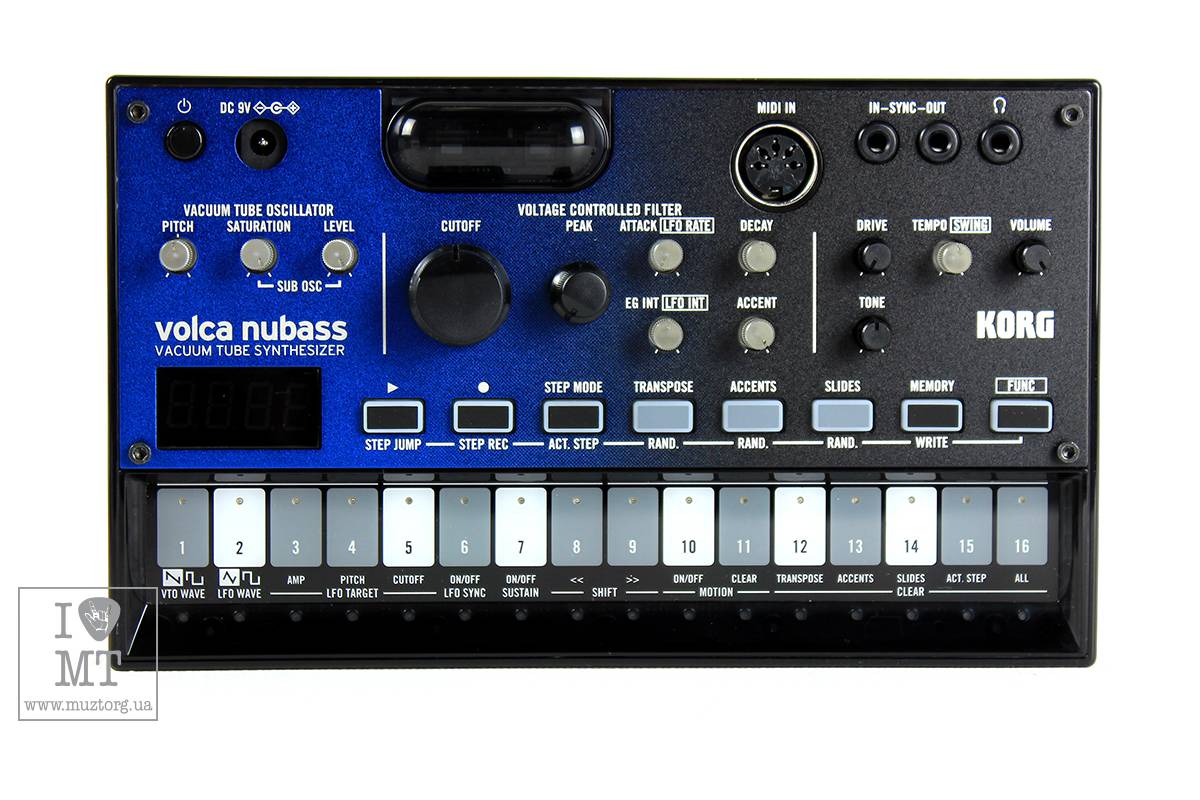 DC 9V
MIDI IN
IN-SYNC-OUT
VACUUM TUBE OSCILLATOR
PITCH SATURATION LEVEL
SUB OSC
VOLTAGE CONTROLLED FILTER
CUTOFF PEAK ATTACK LFO RATE DECAY
EG INT LFO INT ACCENT
DRIVE TEMPO SWING VOLUME
TONE
volca nubass
VACUUM TUBE SYNTHESIZER
KORG
STEP MODE TRANSPOSE ACCENTS SLIDES MEMORY FUNC
STEP JUMP STEP REC ACT. STEP RAND. RAND. RAND. WRITE
1 2 3 4 5 6 7 8 9 10 11 12 13 14 15 16
AMP PITCH CUTOFF ON/OFF ON/OFF << >> ON/OFF CLEAR TRANSPOSE ACCENTS SLIDES ACT. STEP ALL
VTO WAVE LFO WAVE LFO TARGET LFO SYNC SUSTAIN SHIFT MOTION CLEAR
I
MT
www.muztorg.ua